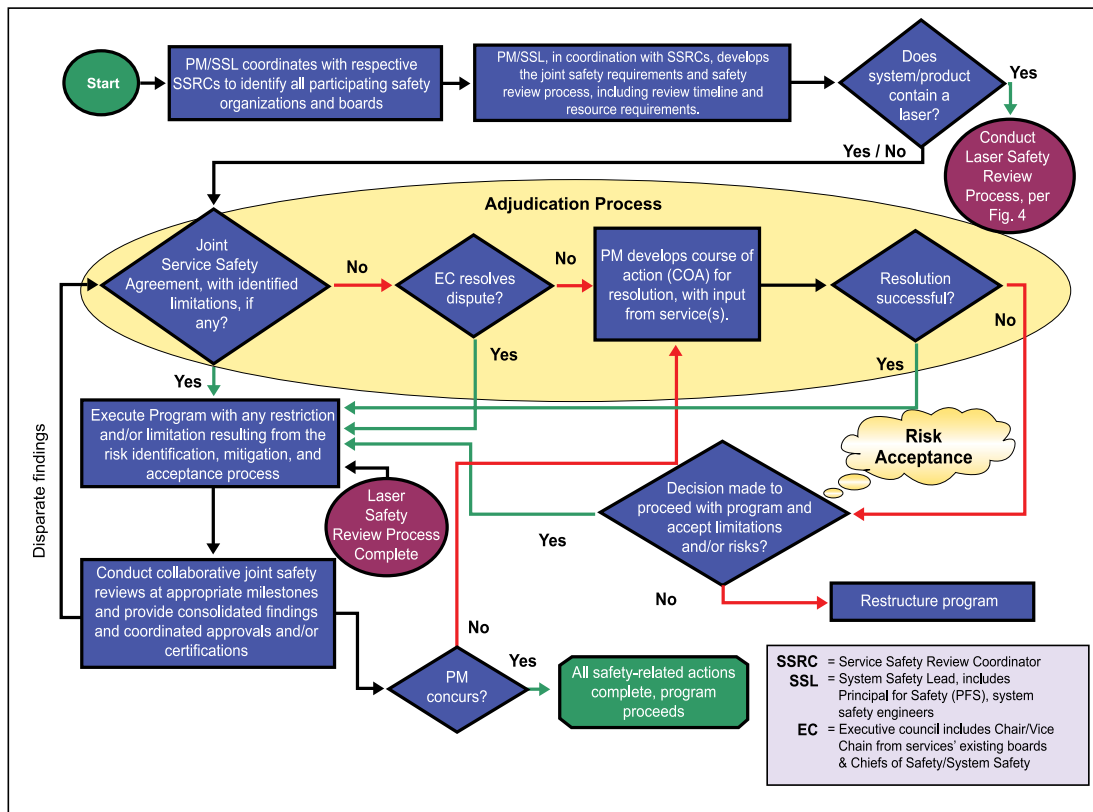 Start
PM/SSL coordinates with respective
SSRCs to identify all participating safety
organizations and boards
PM/SSL, in coordination with SSRCs, develops
the joint safety requirements and safety
review process, including review timeline and
resource requirements.
Does
system/product
contain a
laser?
Yes
Conduct
Laser Safety
Review
Process, per
Fig. 4
Yes / No
Adjudication Process
Joint
Service Safety
Agreement, with identified
limitations, if
any?
No
EC resolves
dispute?
No
PM develops course of
action (COA) for
resolution, with input
from service(s).
Resolution
successful?
No
Yes
Yes
Yes
Execute Program with any restriction
and/or limitation resulting from the
risk identification, mitigation, and
acceptance process
Risk
Acceptance
Laser
Safety
Review Process
Complete
Decision made to
proceed with program and
accept limitations
and/or risks?
Yes
No
Restructure program
Disparate findings
Conduct collaborative joint safety
reviews at appropriate milestones
and provide consolidated findings
and coordinated approvals and/or
certifications
No
PM
concurs?
Yes
All safety-related actions
complete, program
proceeds
SSRC = Service Safety Review Coordinator
SSL = System Safety Lead, includes
Principal for Safety (PFS), system
safety engineers
EC = Executive council includes Chair/Vice
Chain from services' existing boards
& Chiefs of Safety/System Safety